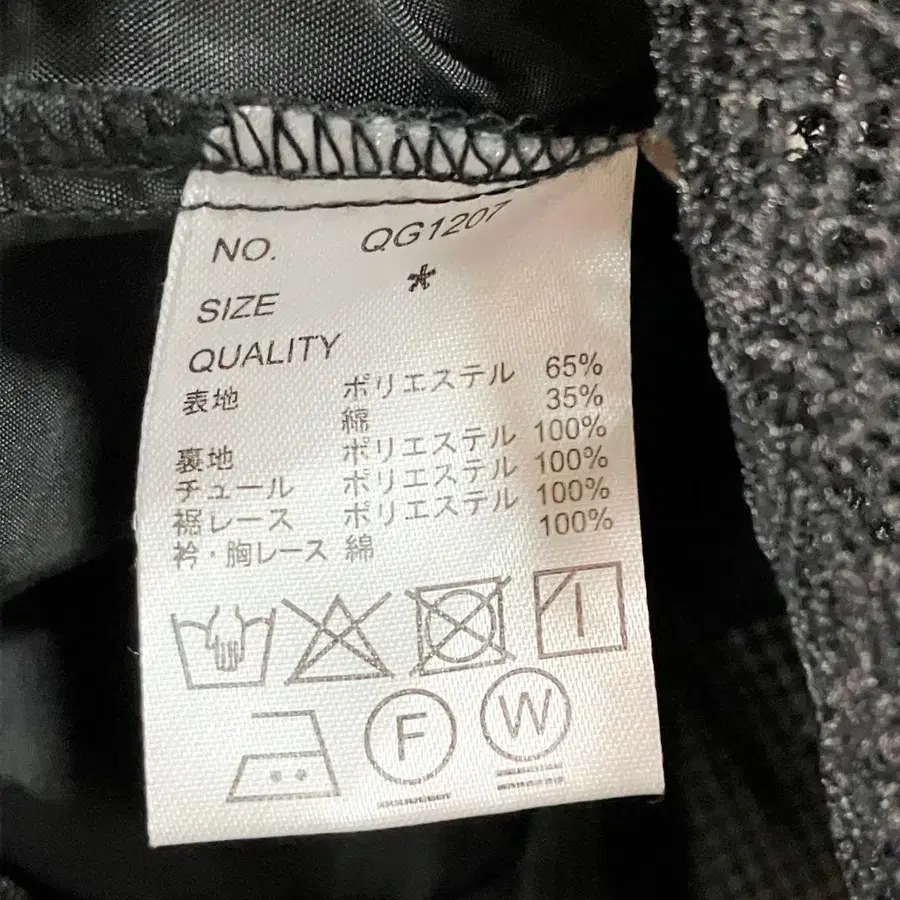 NO. QG1207
SIZE *
QUALITY
表地 ポリエステル 65%
綿 35%
裏地 ポリエステル 100%
チュール ポリエステル 100%
裾レース ポリエステル 100%
衿・胸レース 綿 100%
F
W